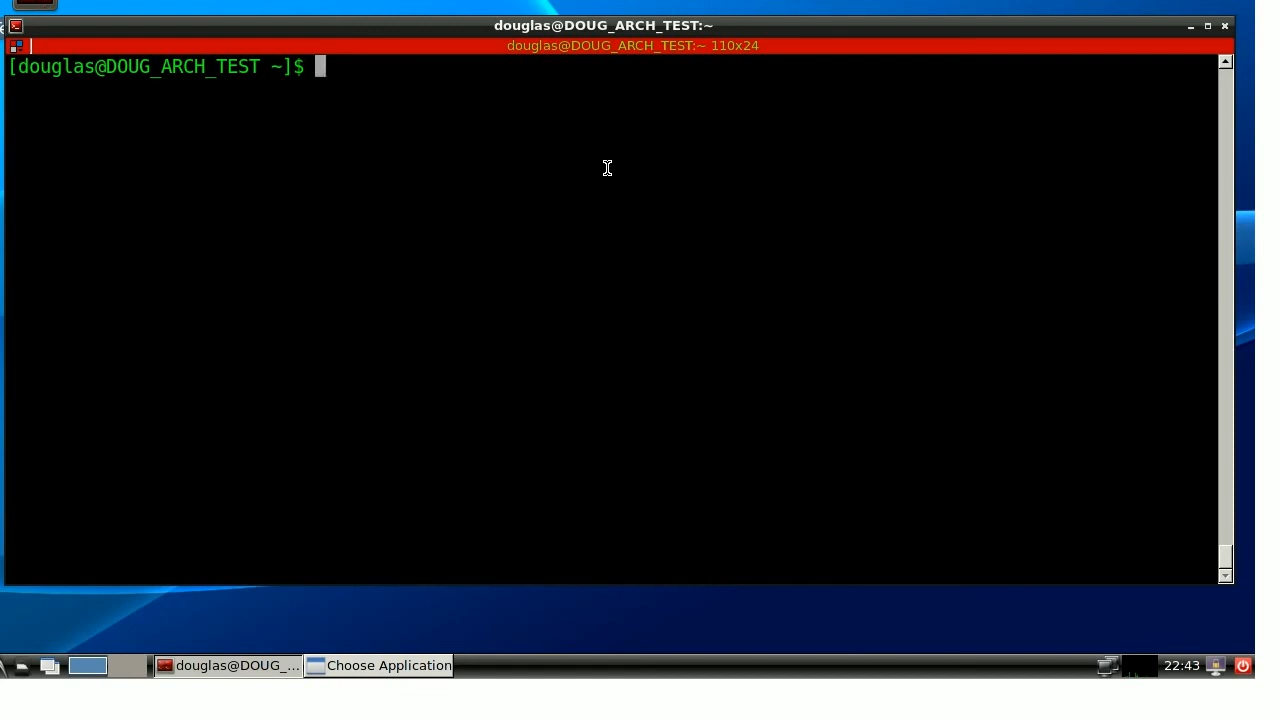 douglas@DOUG_ARCH_TEST:~
douglas@DOUG_ARCH_TEST:~ 110x24
[douglas@DOUG_ARCH_TEST ~]$
douglas@DOUG_... Choose Application 22:43